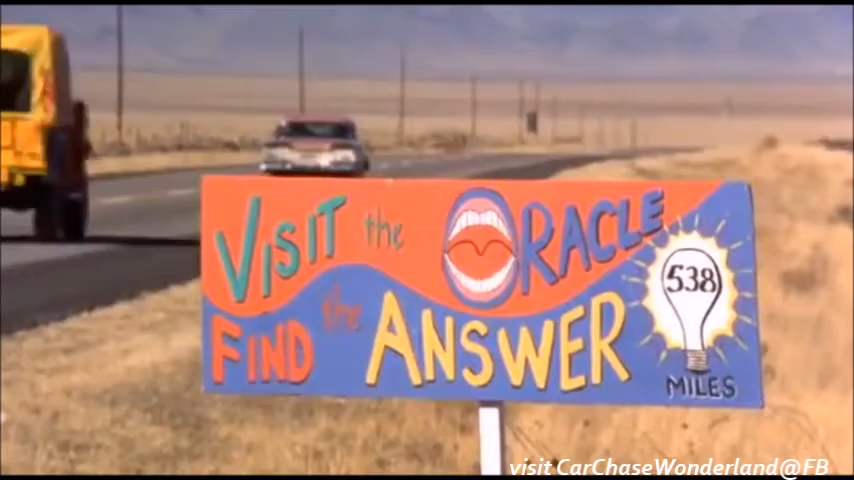 VISIT the ORACLE
FIND the ANSWER
538
MILES
visit CarChaseWonderland@FB